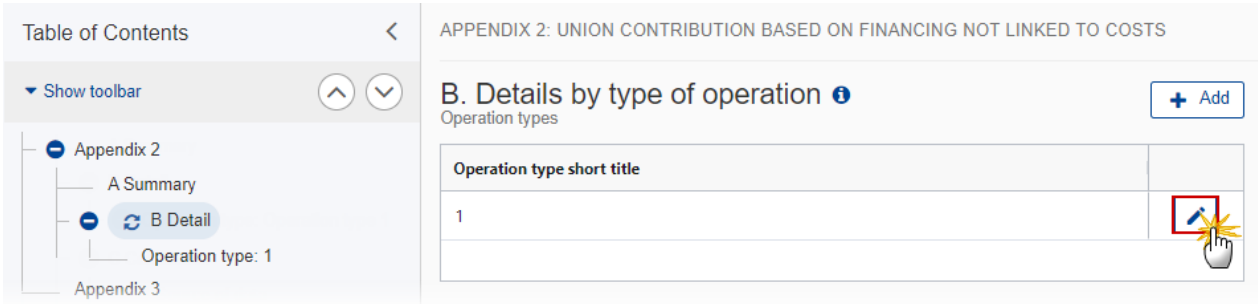 Table of Contents
Show toolbar
Appendix 2
A Summary
B Detail
Operation type: 1
Appendix 3
APPENDIX 2: UNION CONTRIBUTION BASED ON FINANCING NOT LINKED TO COSTS
B. Details by type of operation
Operation types
Add
Operation type short title
1